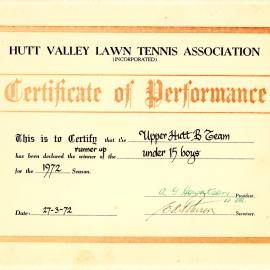 HUTT VALLEY LAWN TENNIS ASSOCIATION
(INCORPORATED)
Certificate of Performance
This is to Certify that the Upper Hutt B Team
runner up
has been declared the winner of the under 15 boys
for the 1972 Season.
President.
Date: 27-3-72 Secretary.